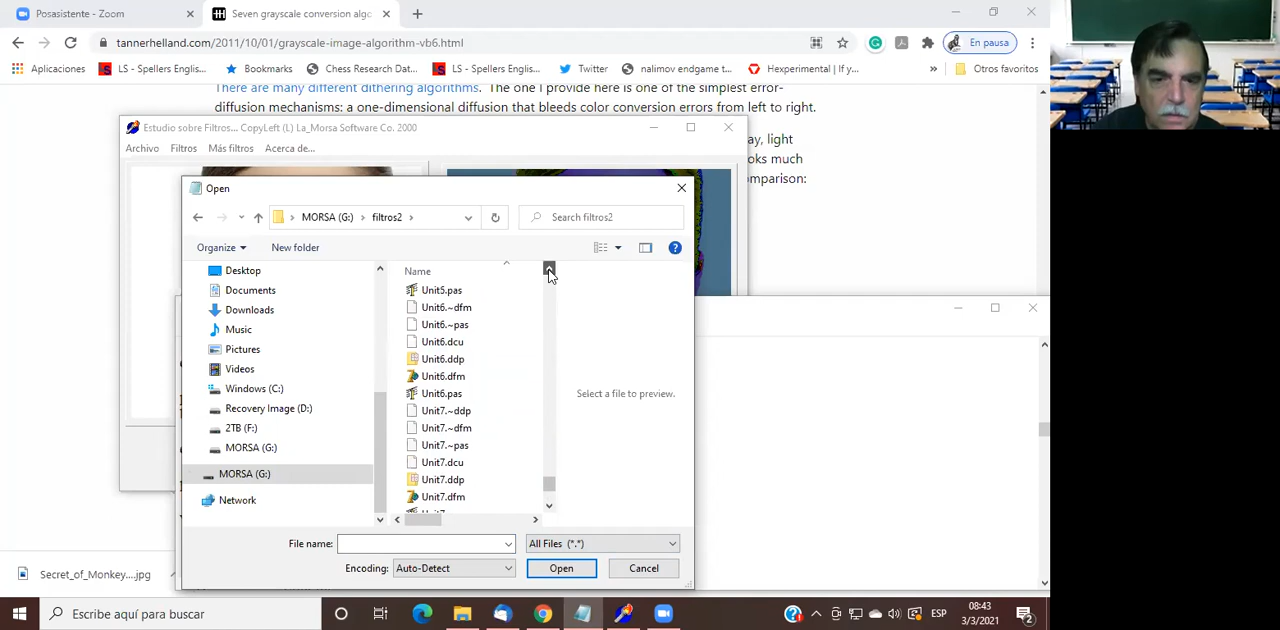 Posasistente - Zoom
Seven grayscale conversion algo
tannerhelland.com/2011/10/01/grayscale-image-algorithm-vb6.html
En pausa
Aplicaciones
LS - Spellers Englis...
Bookmarks
Chess Research Dat...
LS - Spellers Englis...
Twitter
nalimov endgame t...
Hexperimental | If y...
»
Otros favoritos
There are many different dithering algorithms. The one I provide here is one of the simplest error-
diffusion mechanisms: a one-dimensional diffusion that bleeds color conversion errors from left to right.
Estudio sobre Filtros... CopyLeft (L) La_Morsa Software Co. 2000
ay, light
Archivo Filtros Más filtros Acerca de...
oks much
omparison:
Open
MORSA (G:) > filtros2 >
Search filtros2
Organize
New folder
Desktop
Documents
Downloads
Music
Pictures
Videos
Windows (C:)
Recovery Image (D:)
2TB (F:)
MORSA (G:)
MORSA (G:)
Network
Name
Unit5.pas
Unit6.~dfm
Unit6.~pas
Unit6.dcu
Unit6.ddp
Unit6.dfm
Unit6.pas
Unit7.~ddp
Unit7.~dfm
Unit7.~pas
Unit7.dcu
Unit7.ddp
Unit7.dfm
Select a file to preview.
File name:
All Files (*.*)
Encoding: Auto-Detect
Open
Cancel
Secret_of_Monkey....jpg
Escribe aquí para buscar
ESP
08:43
3/3/2021
2